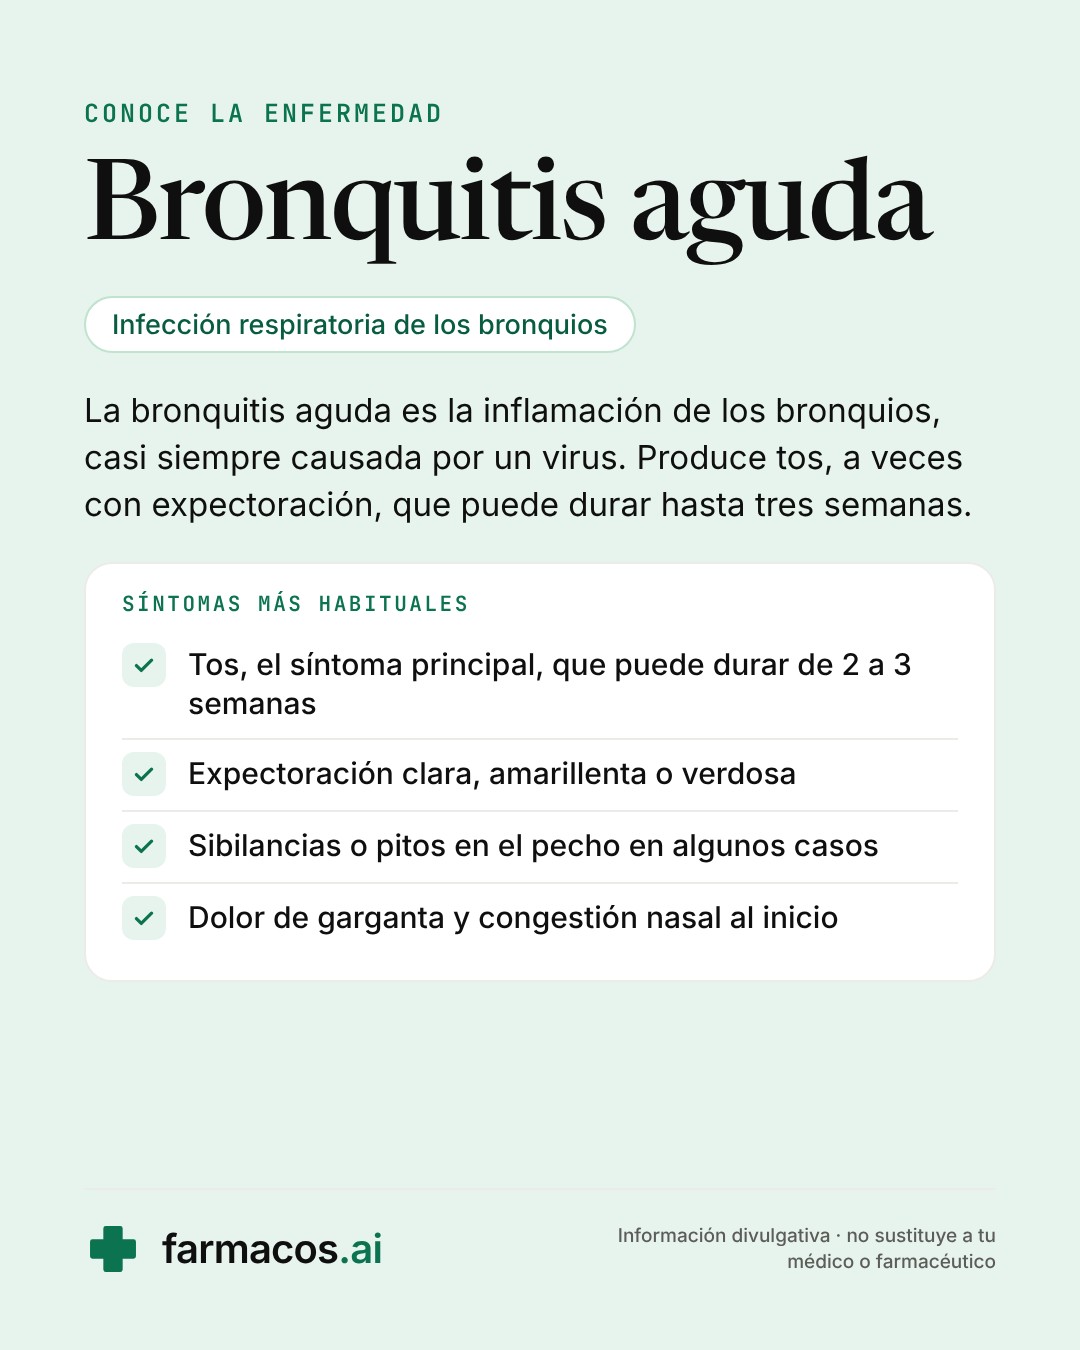 CONOCE LA ENFERMEDAD
Bronquitis aguda
Infección respiratoria de los bronquios
La bronquitis aguda es la inflamación de los bronquios,
casi siempre causada por un virus. Produce tos, a veces
con expectoración, que puede durar hasta tres semanas.
SÍNTOMAS MÁS HABITUALES
Tos, el síntoma principal, que puede durar de 2 a 3
semanas
Expectoración clara, amarillenta o verdosa
Sibilancias o pitos en el pecho en algunos casos
Dolor de garganta y congestión nasal al inicio
farmacos.ai
Información divulgativa · no sustituye a tu
médico o farmacéutico